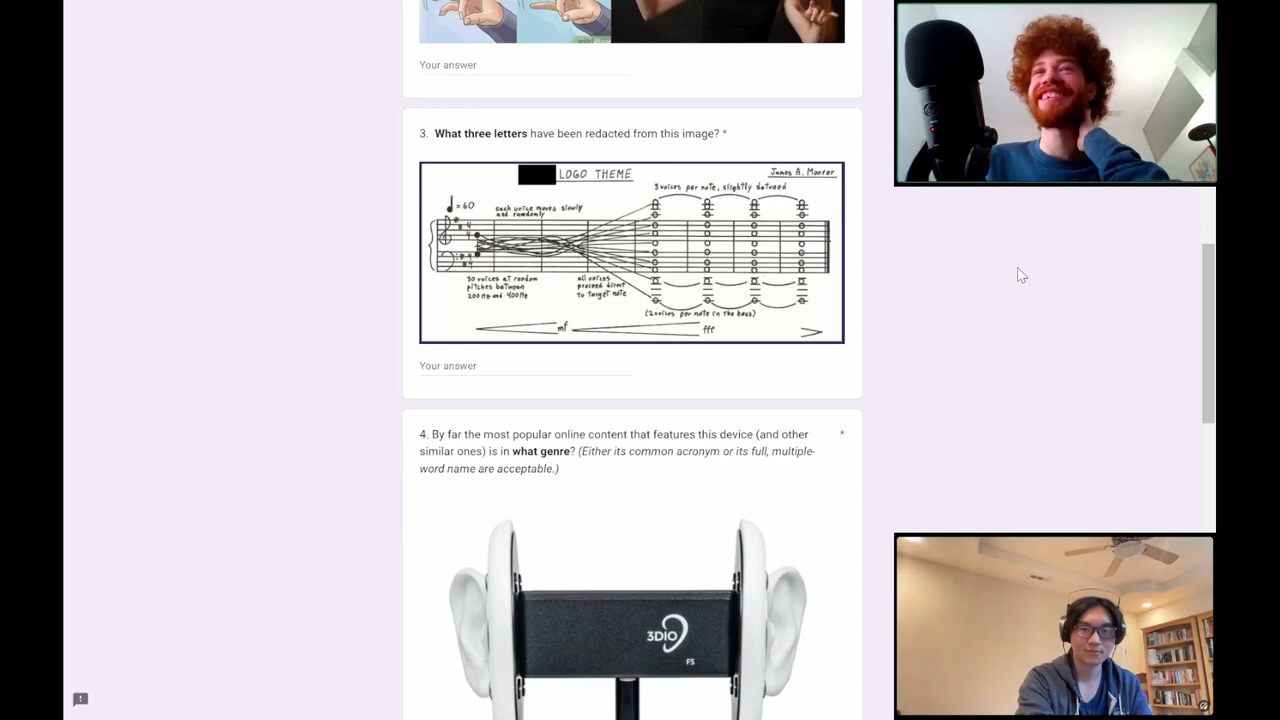 Your answer
3. What three letters have been redacted from this image? *
LOGO THEME
James A. Moorer
3 voices per note, slightly detuned
♩ = 60
each voice moves slowly
and randomly
4 4
4 4
30 voices at random
pitches between
200 Hz and 400 Hz
all voices
proceed direct
to target note
(2 voices per note in the bass)
mf
fff
Your answer
4. By far the most popular online content that features this device (and other
similar ones) is in what genre? (Either its common acronym or its full, multiple-
word name are acceptable.)
*
3DIO
FS